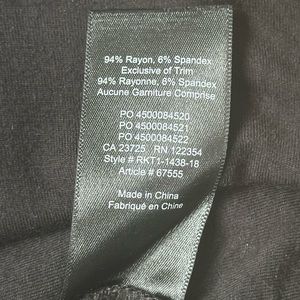 94% Rayon, 6% Spandex
Exclusive of Trim
94% Rayonne, 6% Spandex
Aucune Garniture Comprise
PO 4500084520
PO 4500084521
PO 4500084522
CA 23725 RN 122354
Style # RKT1-1438-18
Article # 67555
Made in China
Fabriqué en Chine